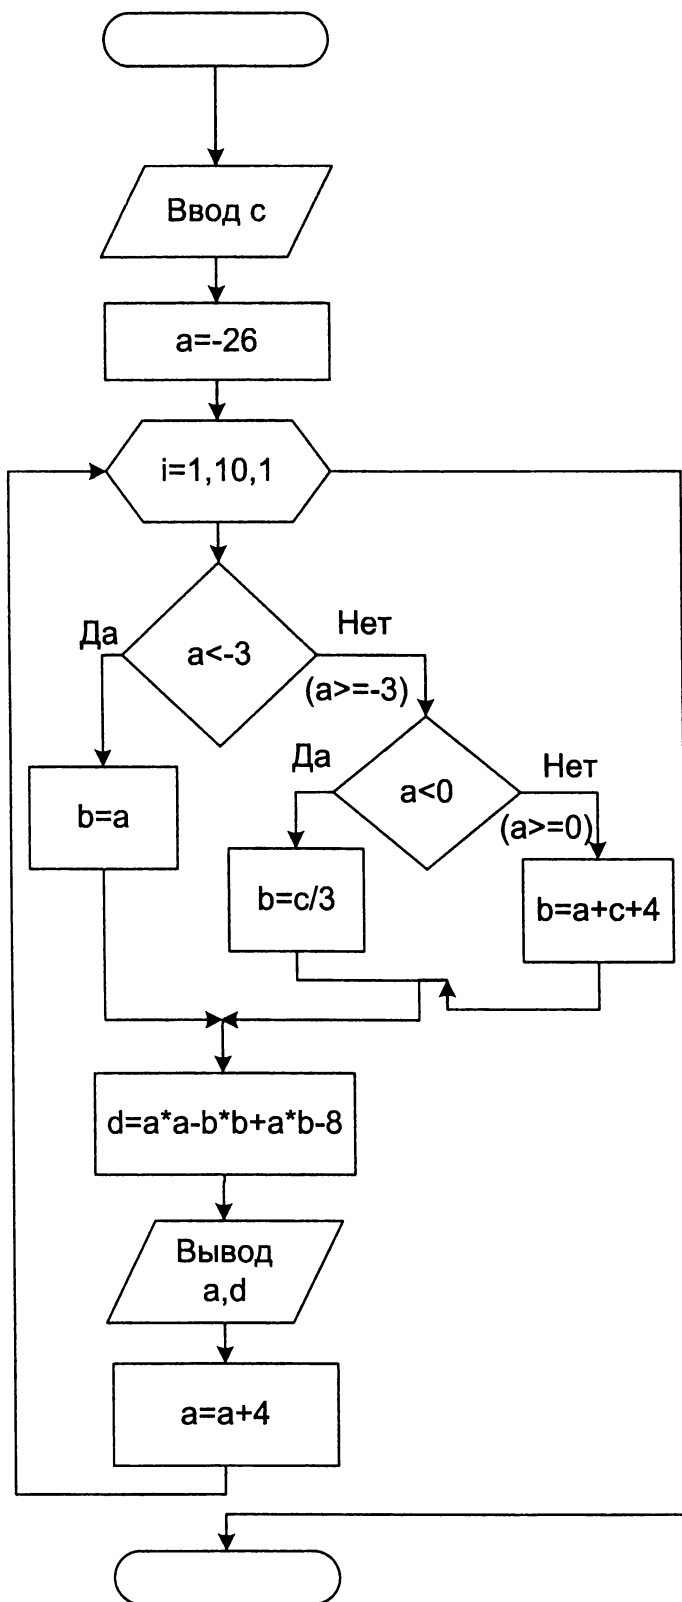 Ввод c
a=-26
i=1,10,1
Да
a<-3
Нет
(a>=-3)
Да
a<0
Нет
(a>=0)
b=a
b=c/3
b=a+c+4
d=a*a-b*b+a*b-8
Вывод
a,d
a=a+4